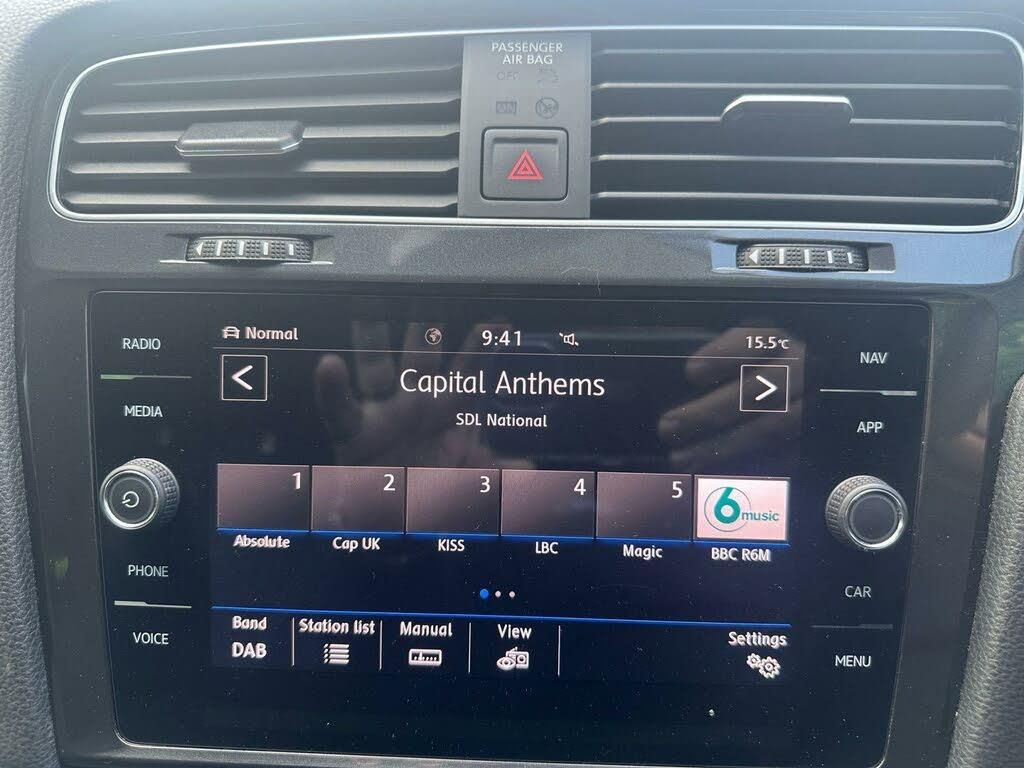 PASSENGER
AIR BAG
OFF
ON
RADIO
MEDIA
PHONE
VOICE
Normal
9:41
15.5°C
<
Capital Anthems
>
SDL National
1
2
3
4
5
6 music
Absolute
Cap UK
KISS
LBC
Magic
BBC R6M
Band
DAB
Station list
Manual
View
Settings
NAV
APP
CAR
MENU